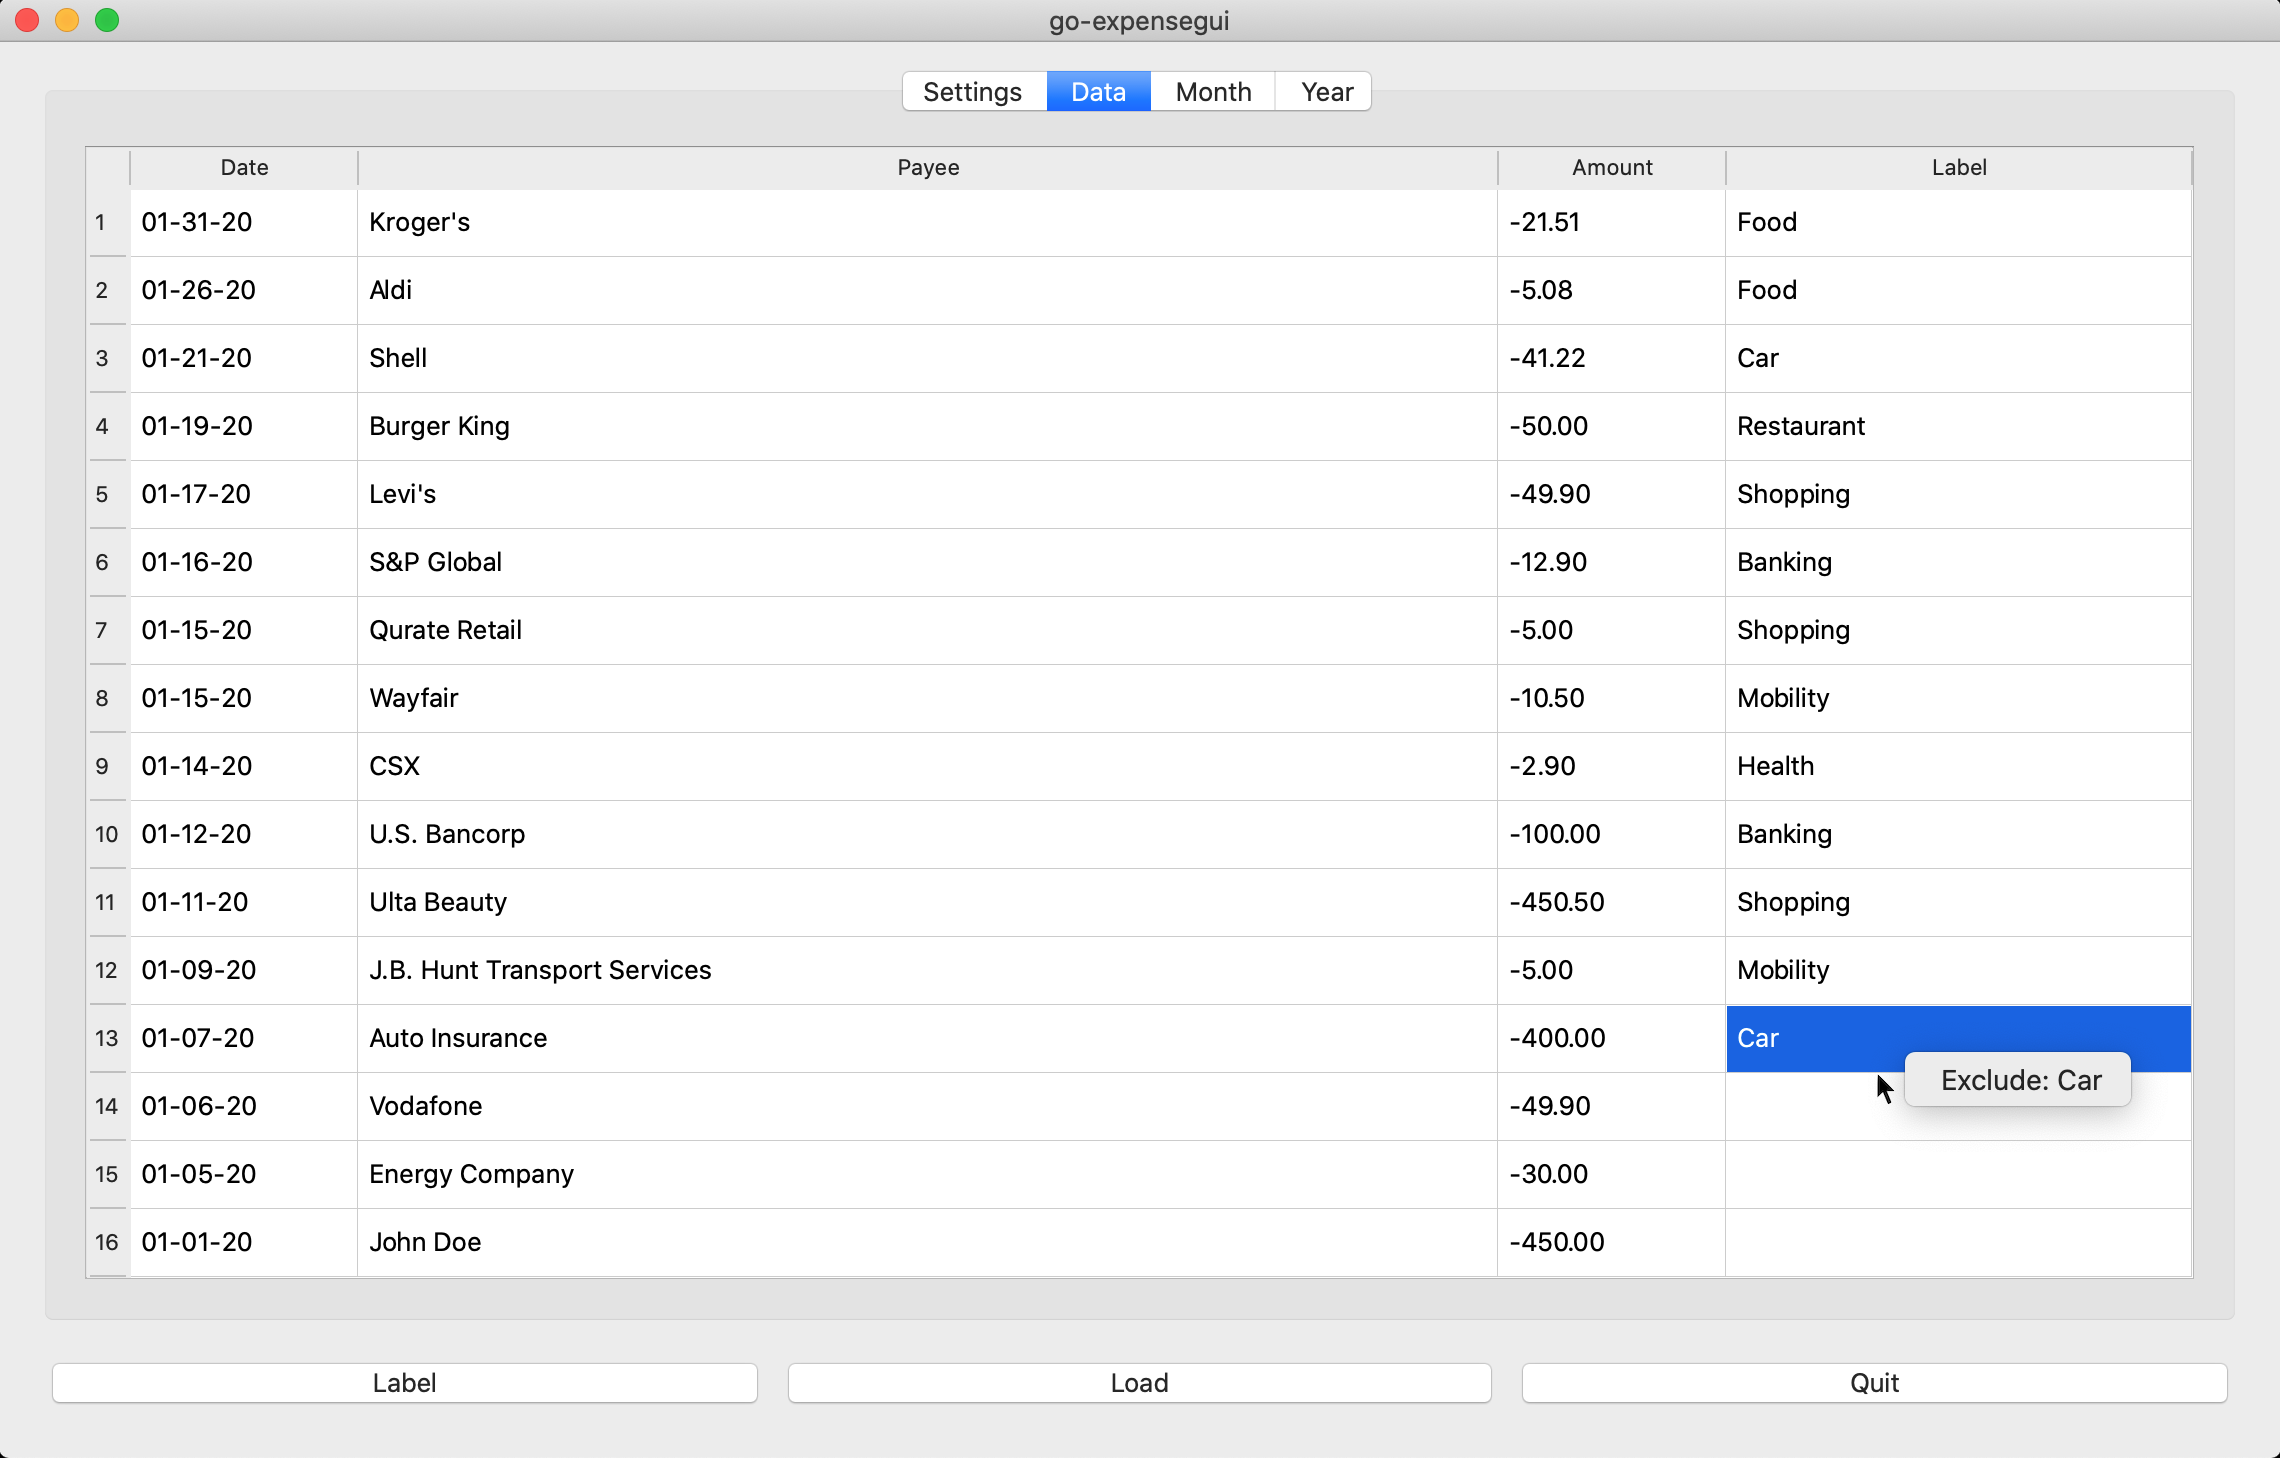 go-expensegui
Settings Data Month Year
Date Payee Amount Label
1 01-31-20 Kroger's -21.51 Food
2 01-26-20 Aldi -5.08 Food
3 01-21-20 Shell -41.22 Car
4 01-19-20 Burger King -50.00 Restaurant
5 01-17-20 Levi's -49.90 Shopping
6 01-16-20 S&P Global -12.90 Banking
7 01-15-20 Qurate Retail -5.00 Shopping
8 01-15-20 Wayfair -10.50 Mobility
9 01-14-20 CSX -2.90 Health
10 01-12-20 U.S. Bancorp -100.00 Banking
11 01-11-20 Ulta Beauty -450.50 Shopping
12 01-09-20 J.B. Hunt Transport Services -5.00 Mobility
13 01-07-20 Auto Insurance -400.00 Car
Exclude: Car
14 01-06-20 Vodafone -49.90
15 01-05-20 Energy Company -30.00
16 01-01-20 John Doe -450.00
Label Load Quit